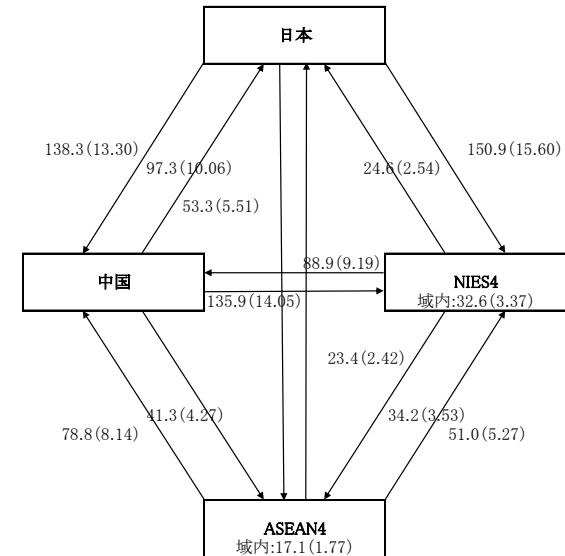 日本
138.3(13.30)
150.9(15.60)
97.3(10.06)
24.6(2.54)
53.3(5.51)
88.9(9.19)
中国
NIES4
135.9(14.05)
域内:32.6(3.37)
23.4(2.42)
41.3(4.27)
34.2(3.53)
78.8(8.14)
51.0(5.27)
ASEAN4
域内:17.1(1.77)